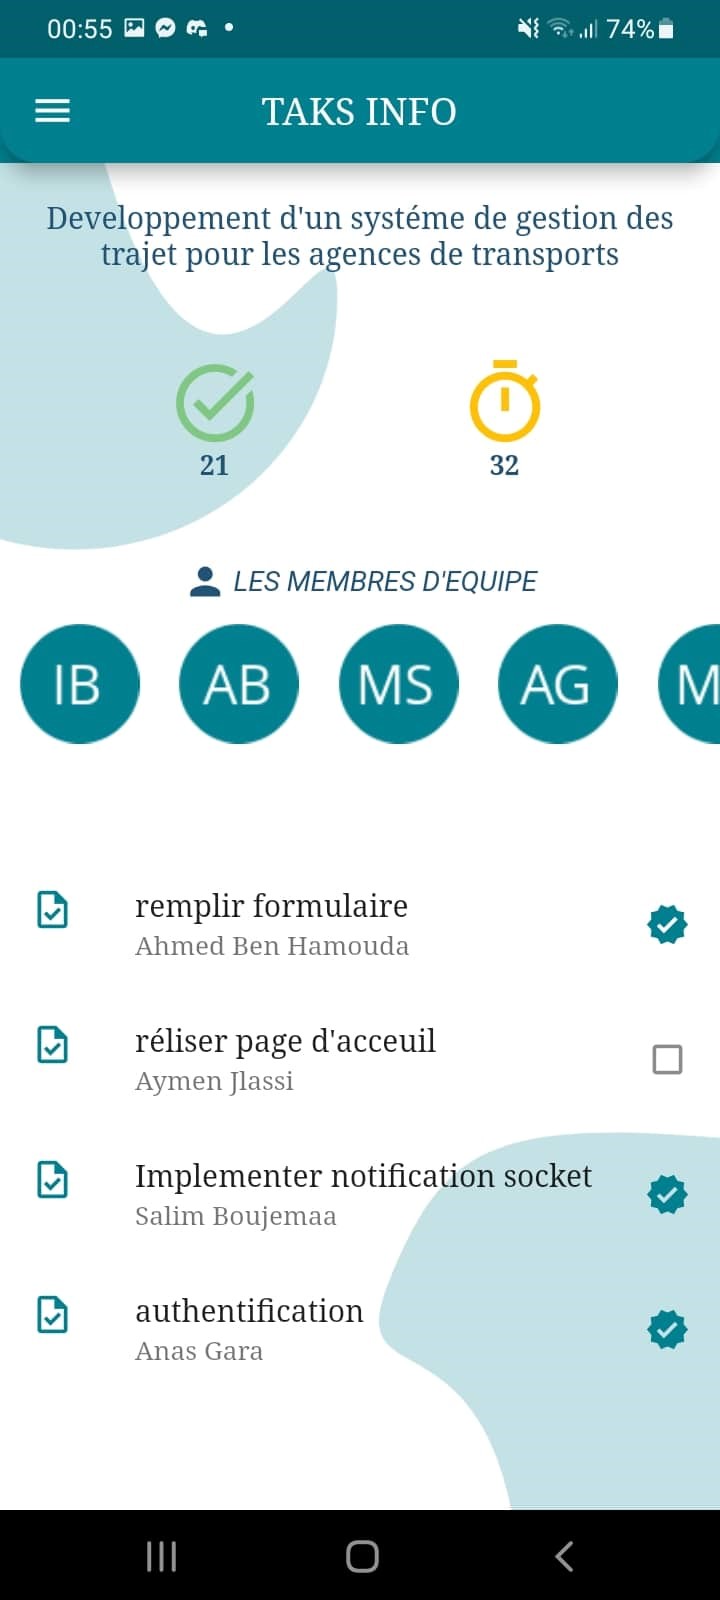 00:55 74%
TAKS INFO
Developpement d'un systéme de gestion des
trajet pour les agences de transports
21 32
LES MEMBRES D'EQUIPE
IB AB MS AG M
remplir formulaire
Ahmed Ben Hamouda
réliser page d'acceuil
Aymen Jlassi
Implementer notification socket
Salim Boujemaa
authentification
Anas Gara